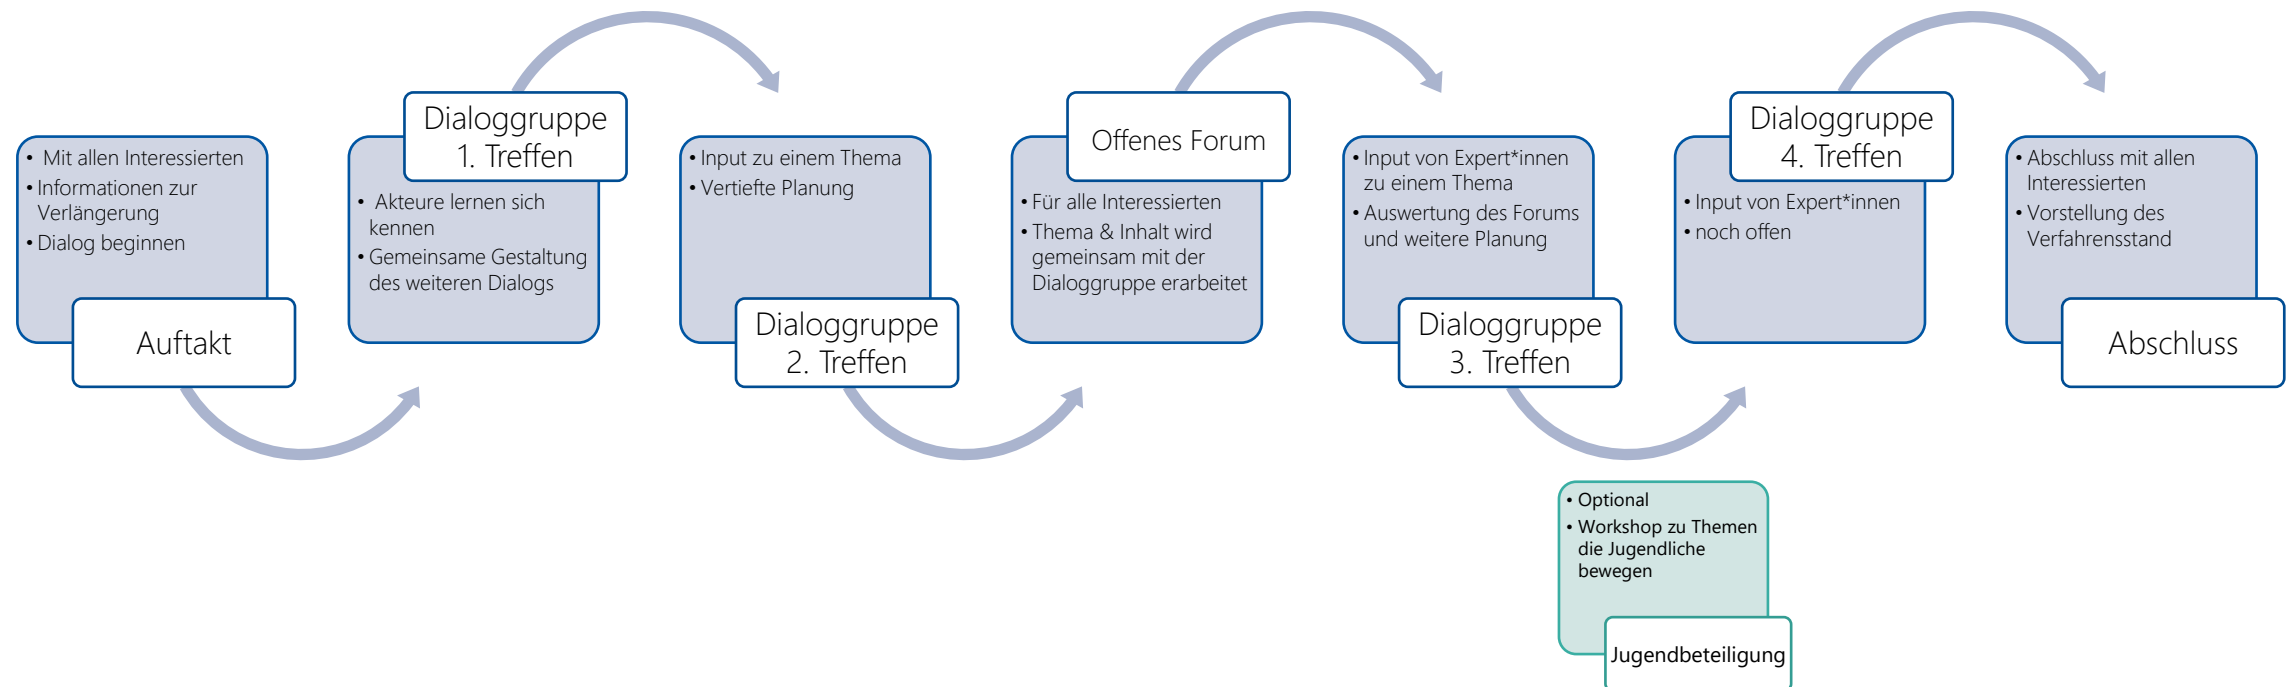 • Mit allen Interessierten
• Informationen zur
Verlängerung
• Dialog beginnen
Auftakt
Dialoggruppe
1. Treffen
• Akteure lernen sich
kennen
• Gemeinsame Gestaltung
des weiteren Dialogs
• Input zu einem Thema
• Vertiefte Planung
Dialoggruppe
2. Treffen
Offenes Forum
• Für alle Interessierten
• Thema & Inhalt wird
gemeinsam mit der
Dialoggruppe erarbeitet
• Input von Expert*innen
zu einem Thema
• Auswertung des Forums
und weitere Planung
Dialoggruppe
3. Treffen
Dialoggruppe
4. Treffen
• Input von Expert*innen
• noch offen
• Abschluss mit allen
Interessierten
• Vorstellung des
Verfahrensstand
Abschluss
• Optional
• Workshop zu Themen
die Jugendliche
bewegen
Jugendbeteiligung